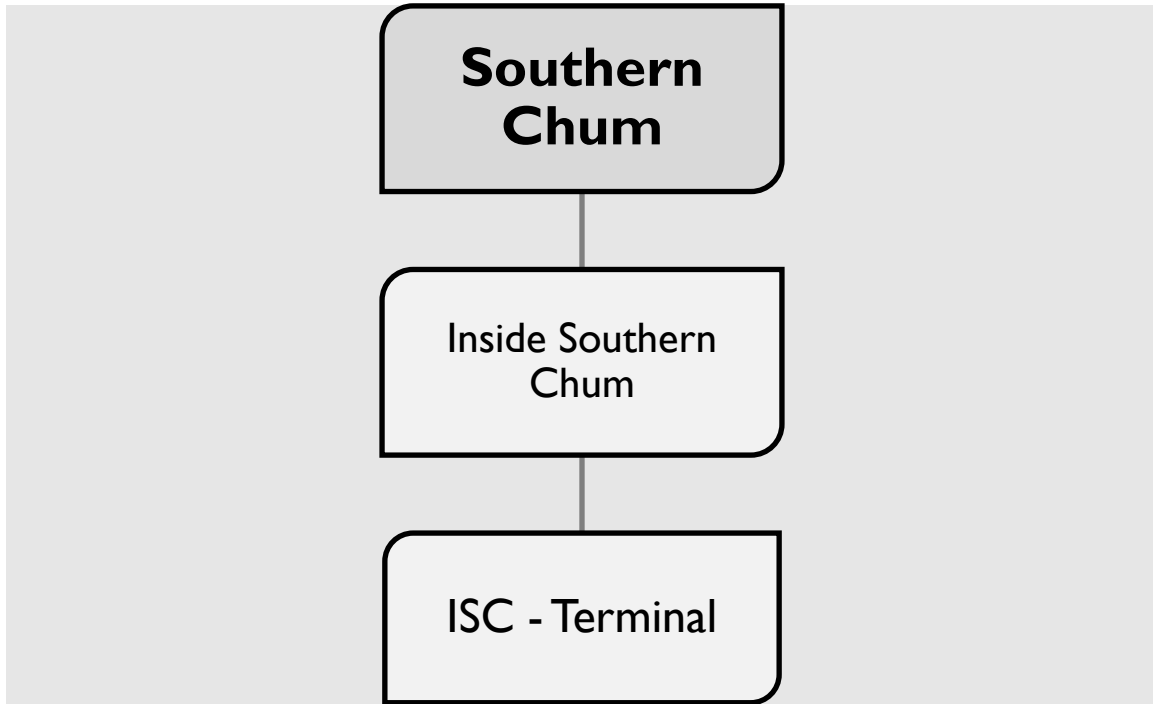 Southern
Chum
Inside Southern
Chum
ISC - Terminal